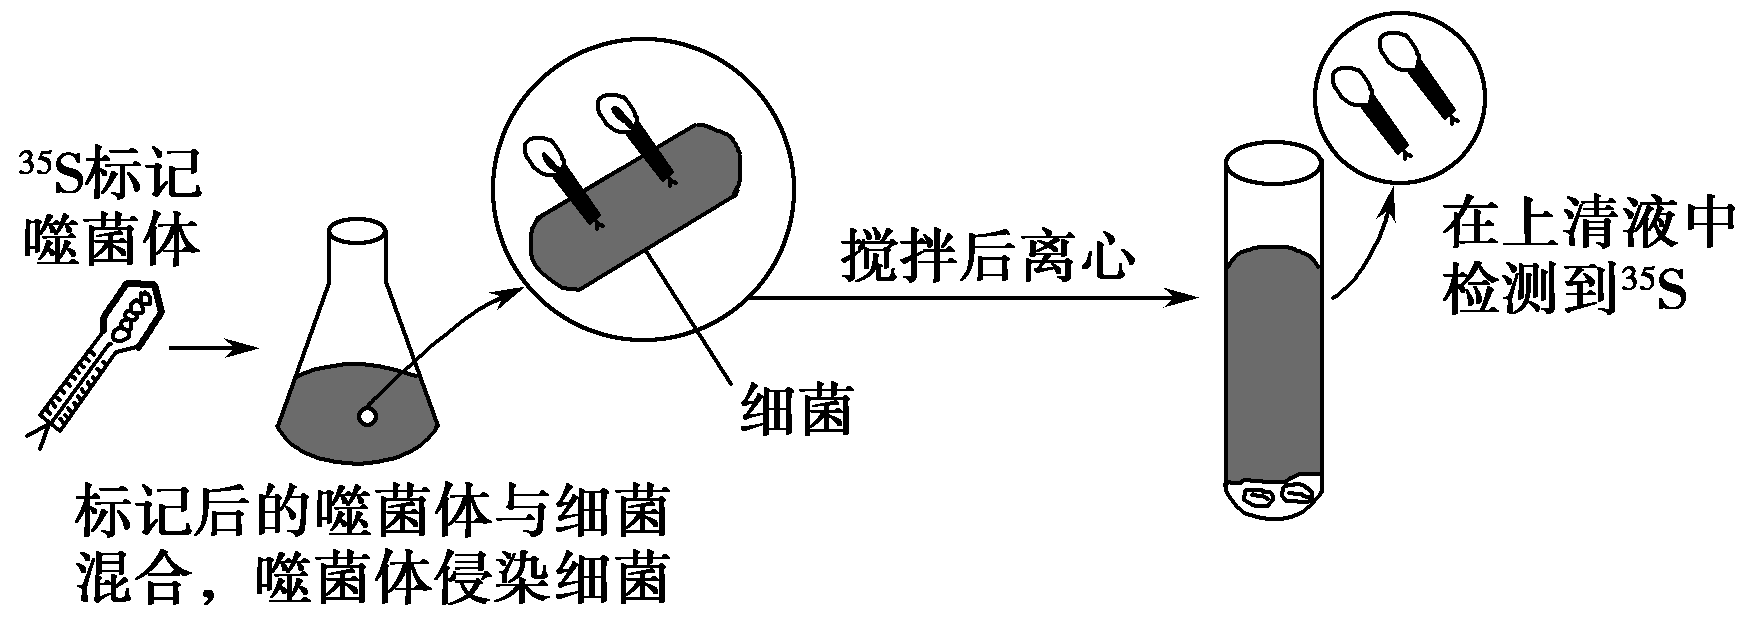 ³⁵S标记
噬菌体
标记后的噬菌体与细菌
混合，噬菌体侵染细菌
细菌
搅拌后离心
在上清液中
检测到³⁵S